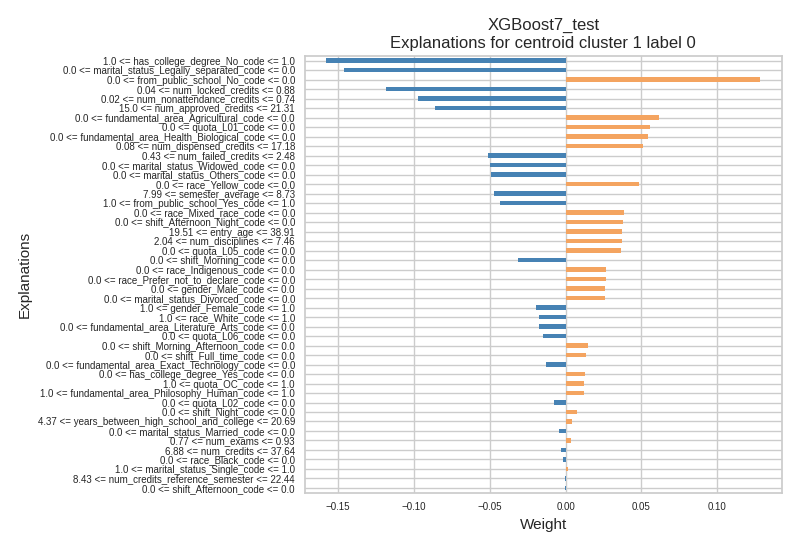 XGBoost7_test
Explanations for centroid cluster 1 label 0
1.0 <= has_college_degree_No_code <= 1.0
0.0 <= marital_status_Legally_separated_code <= 0.0
0.0 <= from_public_school_No_code <= 0.0
0.04 <= num_locked_credits <= 0.88
0.02 <= num_nonattendance_credits <= 0.74
15.0 <= num_approved_credits <= 21.31
0.0 <= fundamental_area_Agricultural_code <= 0.0
0.0 <= quota_L01_code <= 0.0
0.0 <= fundamental_area_Health_Biological_code <= 0.0
0.08 <= num_dispensed_credits <= 17.18
0.43 <= num_failed_credits <= 2.48
0.0 <= marital_status_Widowed_code <= 0.0
0.0 <= marital_status_Others_code <= 0.0
0.0 <= race_Yellow_code <= 0.0
7.99 <= semester_average <= 8.73
1.0 <= from_public_school_Yes_code <= 1.0
0.0 <= race_Mixed_race_code <= 0.0
0.0 <= shift_Afternoon_Night_code <= 0.0
19.51 <= entry_age <= 38.91
2.04 <= num_disciplines <= 7.46
0.0 <= quota_L05_code <= 0.0
0.0 <= shift_Morning_code <= 0.0
0.0 <= race_Indigenous_code <= 0.0
0.0 <= race_Prefer_not_to_declare_code <= 0.0
0.0 <= gender_Male_code <= 0.0
0.0 <= marital_status_Divorced_code <= 0.0
1.0 <= gender_Female_code <= 1.0
1.0 <= race_White_code <= 1.0
0.0 <= fundamental_area_Literature_Arts_code <= 0.0
0.0 <= quota_L06_code <= 0.0
0.0 <= shift_Morning_Afternoon_code <= 0.0
0.0 <= shift_Full_time_code <= 0.0
0.0 <= fundamental_area_Exact_Technology_code <= 0.0
0.0 <= has_college_degree_Yes_code <= 0.0
1.0 <= quota_OC_code <= 1.0
1.0 <= fundamental_area_Philosophy_Human_code <= 1.0
0.0 <= quota_L02_code <= 0.0
0.0 <= shift_Night_code <= 0.0
4.37 <= years_between_high_school_and_college <= 20.69
0.0 <= marital_status_Married_code <= 0.0
0.77 <= num_exams <= 0.93
6.88 <= num_credits <= 37.64
0.0 <= race_Black_code <= 0.0
1.0 <= marital_status_Single_code <= 1.0
8.43 <= num_credits_reference_semester <= 22.44
0.0 <= shift_Afternoon_code <= 0.0
Explanations
−0.15 −0.10 −0.05 0.00 0.05 0.10
Weight